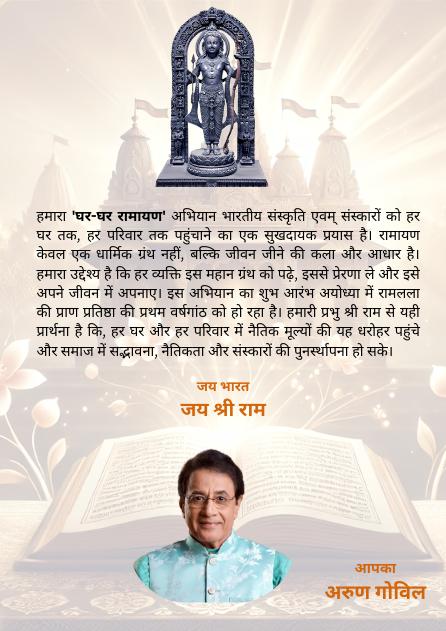 हमारा 'घर-घर रामायण' अभियान भारतीय संस्कृति एवम् संस्कारों को हर
घर तक, हर परिवार तक पहुंचाने का एक सुखदायक प्रयास है। रामायण
केवल एक धार्मिक ग्रंथ नहीं, बल्कि जीवन जीने की कला और आधार है।
हमारा उद्देश्य है कि हर व्यक्ति इस महान ग्रंथ को पढ़े, इससे प्रेरणा ले और इसे
अपने जीवन में अपनाए। इस अभियान का शुभ आरंभ अयोध्या में रामलला
की प्राण प्रतिष्ठा की प्रथम वर्षगांठ को हो रहा है। हमारी प्रभु श्री राम से यही
प्रार्थना है कि, हर घर और हर परिवार में नैतिक मूल्यों की यह धरोहर पहुंचे
और समाज में सद्भावना, नैतिकता और संस्कारों की पुनर्स्थापना हो सके।
जय भारत
जय श्री राम
आपका
अरुण गोविल